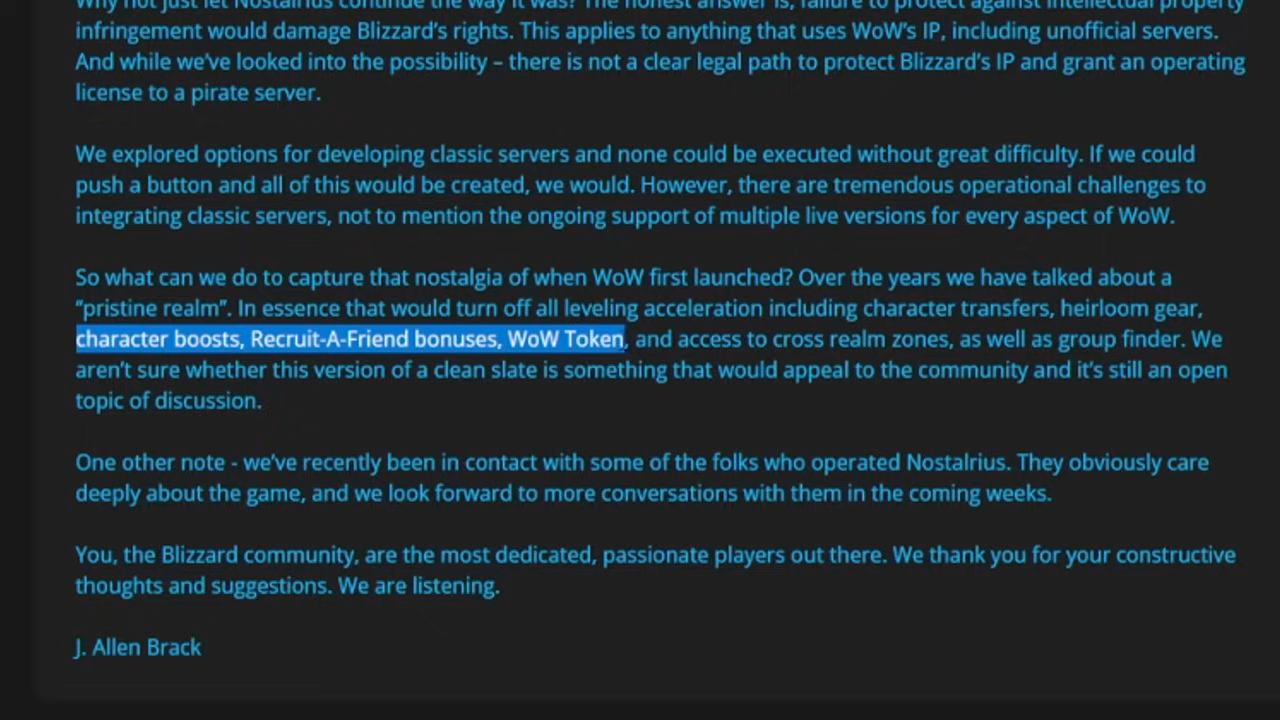 Why not just let Nostalrius continue the way it was? The honest answer is, failure to protect against intellectual property
infringement would damage Blizzard’s rights. This applies to anything that uses WoW’s IP, including unofficial servers.
And while we’ve looked into the possibility – there is not a clear legal path to protect Blizzard’s IP and grant an operating
license to a pirate server.
We explored options for developing classic servers and none could be executed without great difficulty. If we could
push a button and all of this would be created, we would. However, there are tremendous operational challenges to
integrating classic servers, not to mention the ongoing support of multiple live versions for every aspect of WoW.
So what can we do to capture that nostalgia of when WoW first launched? Over the years we have talked about a
“pristine realm”. In essence that would turn off all leveling acceleration including character transfers, heirloom gear,
character boosts, Recruit-A-Friend bonuses, WoW Token, and access to cross realm zones, as well as group finder. We
aren’t sure whether this version of a clean slate is something that would appeal to the community and it’s still an open
topic of discussion.
One other note - we’ve recently been in contact with some of the folks who operated Nostalrius. They obviously care
deeply about the game, and we look forward to more conversations with them in the coming weeks.
You, the Blizzard community, are the most dedicated, passionate players out there. We thank you for your constructive
thoughts and suggestions. We are listening.
J. Allen Brack